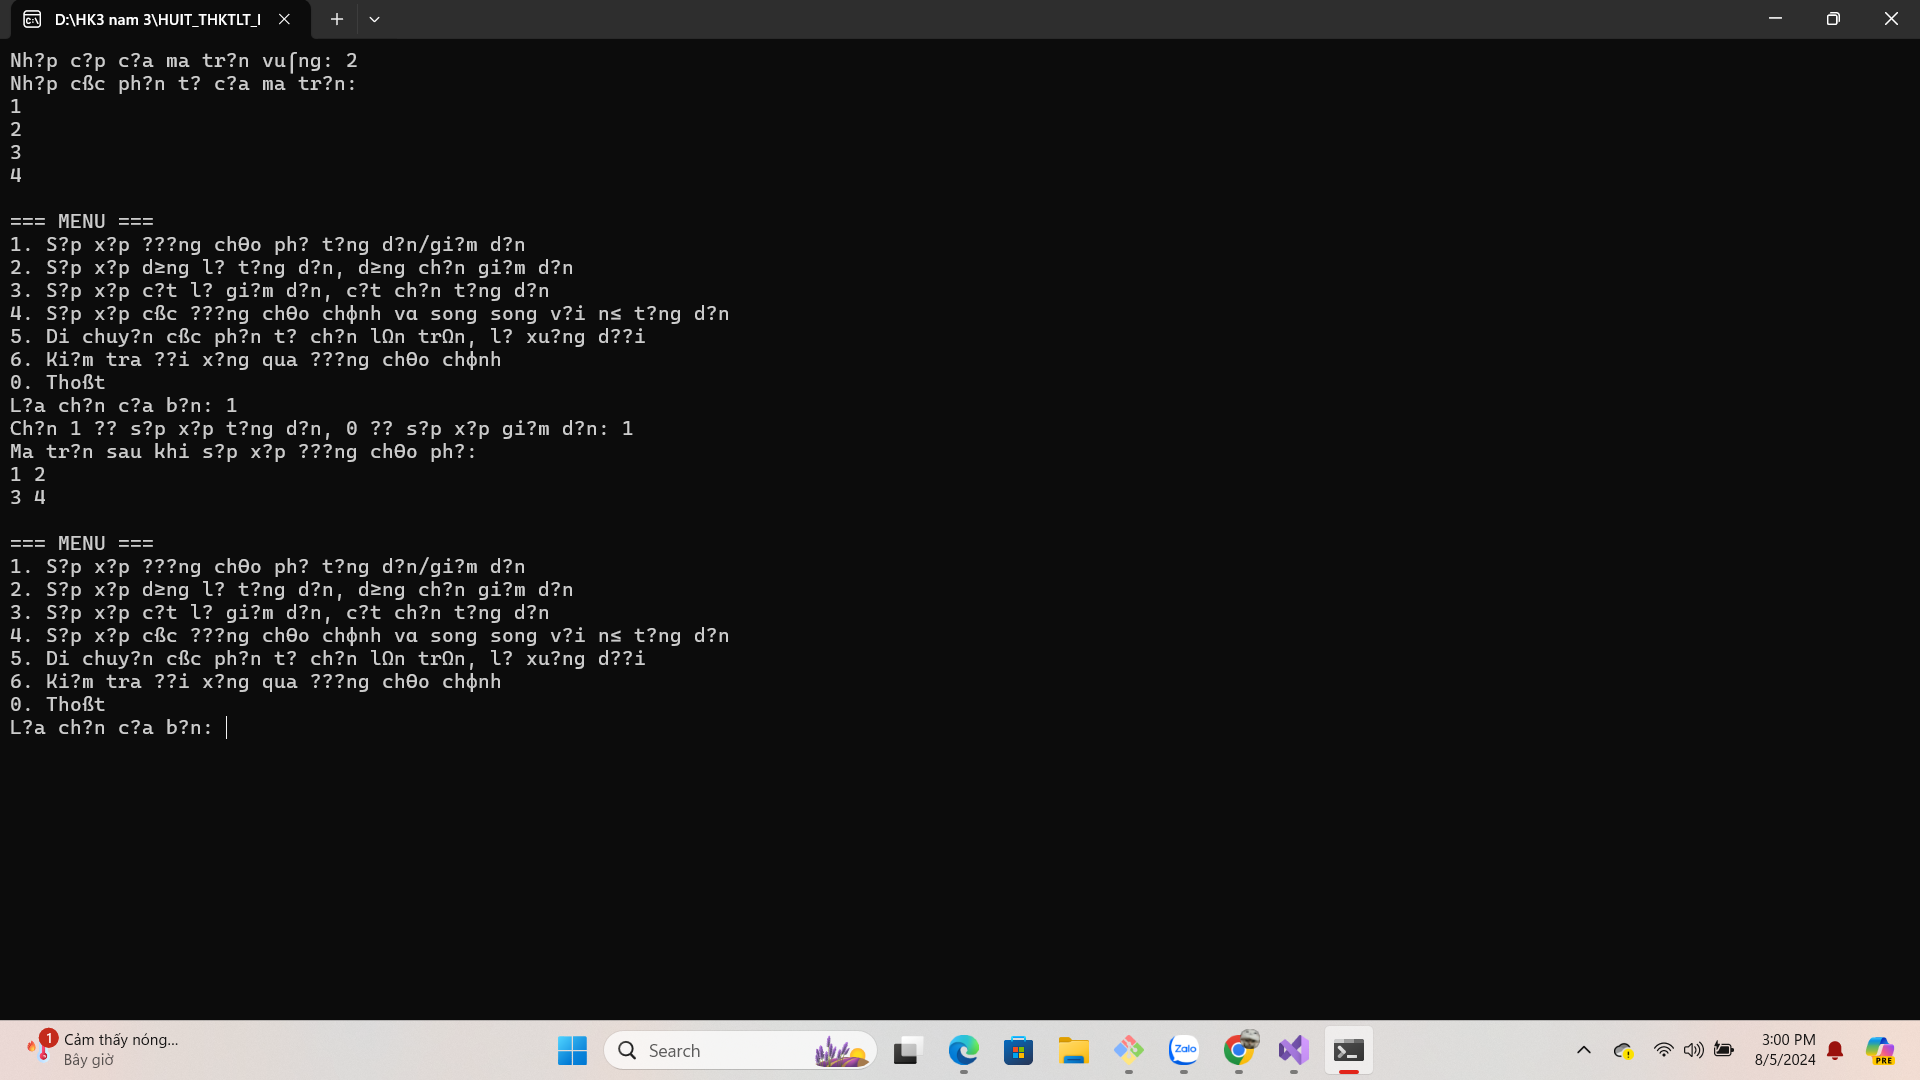 D:\HK3 nam 3\HUIT_THKTLT_I
Nh?p c?p c?a ma tr?n vu⌠ng: 2
Nh?p cßc ph?n t? c?a ma tr?n:
1
2
3
4
=== MENU ===
1. S?p x?p ???ng chΘo ph? t?ng d?n/gi?m d?n
2. S?p x?p d≥ng l? t?ng d?n, d≥ng ch?n gi?m d?n
3. S?p x?p c?t l? gi?m d?n, c?t ch?n t?ng d?n
4. S?p x?p cßc ???ng chΘo chφnh vα song song v?i n≤ t?ng d?n
5. Di chuy?n cßc ph?n t? ch?n lΩn trΩn, l? xu?ng d??i
6. Ki?m tra ??i x?ng qua ???ng chΘo chφnh
0. Thoßt
L?a ch?n c?a b?n: 1
Ch?n 1 ?? s?p x?p t?ng d?n, 0 ?? s?p x?p gi?m d?n: 1
Ma tr?n sau khi s?p x?p ???ng chΘo ph?:
1 2
3 4
=== MENU ===
1. S?p x?p ???ng chΘo ph? t?ng d?n/gi?m d?n
2. S?p x?p d≥ng l? t?ng d?n, d≥ng ch?n gi?m d?n
3. S?p x?p c?t l? gi?m d?n, c?t ch?n t?ng d?n
4. S?p x?p cßc ???ng chΘo chφnh vα song song v?i n≤ t?ng d?n
5. Di chuy?n cßc ph?n t? ch?n lΩn trΩn, l? xu?ng d??i
6. Ki?m tra ??i x?ng qua ???ng chΘo chφnh
0. Thoßt
L?a ch?n c?a b?n:
1
Cảm thấy nóng...
Bây giờ
Search
Zalo
3:00 PM
8/5/2024
PRE